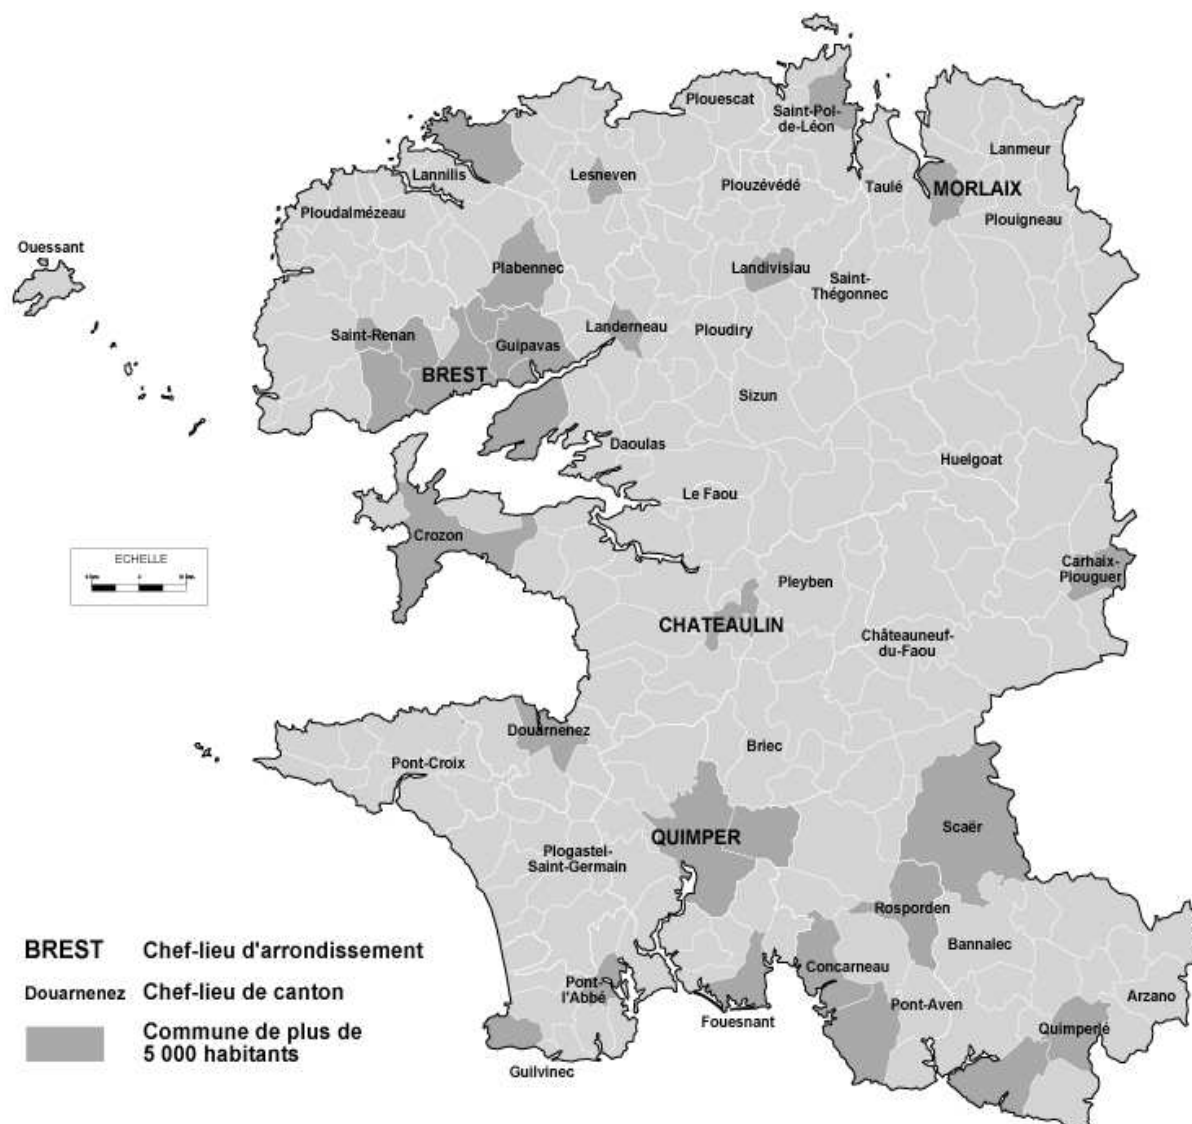 Plouescat
Saint-Pol-
de-Léon
Lanmeur
Lannilis
Lesneven
Plouzévédé
Taulé
MORLAIX
Ploudalmézeau
Plouigneau
Ouessant
Plabennec
Landivisiau
Saint-
Thégonnec
Saint-Renan
Guipavas
Landerneau
Ploudiry
BREST
Sizun
Daoulas
Huelgoat
Le Faou
Crozon
ECHELLE
Carhaix-
Plouguer
Pleyben
CHATEAULIN
Châteauneuf-
du-Faou
Douarnenez
Briec
Pont-Croix
Scaër
QUIMPER
Plogastel-
Saint-Germain
Rosporden
Bannalec
Concarneau
Pont-
l'Abbé
Pont-Aven
Arzano
Fouesnant
Quimperlé
Guilvinec
BREST Chef-lieu d'arrondissement
Douarnenez Chef-lieu de canton
Commune de plus de
5 000 habitants